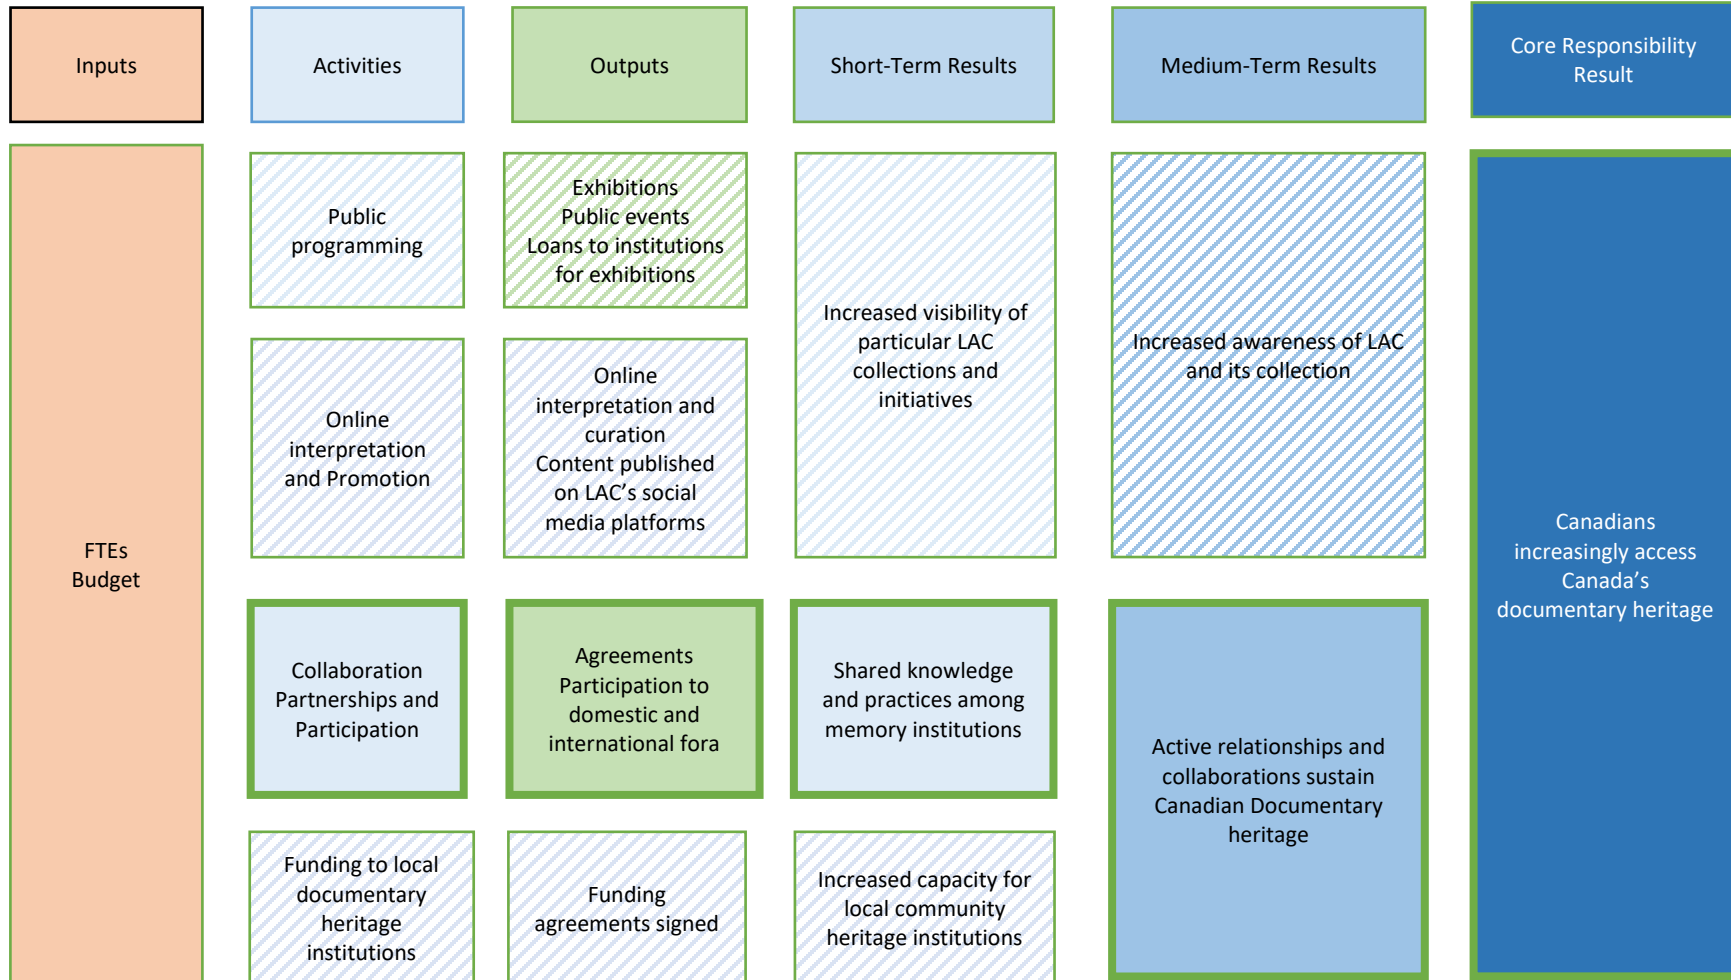 Inputs
Activities
Outputs
Short-Term Results
Medium-Term Results
Core Responsibility
Result
FTEs
Budget
Public
programming
Exhibitions
Public events
Loans to institutions
for exhibitions
Increased visibility of
particular LAC
collections and
initiatives
Increased awareness of LAC
and its collection
Canadians
increasingly access
Canada’s
documentary heritage
Online
interpretation
and Promotion
Online
interpretation and
curation
Content published
on LAC’s social
media platforms
Collaboration
Partnerships and
Participation
Agreements
Participation to
domestic and
international fora
Shared knowledge
and practices among
memory institutions
Active relationships and
collaborations sustain
Canadian Documentary
heritage
Funding to local
documentary
heritage
institutions
Funding
agreements signed
Increased capacity for
local community
heritage institutions